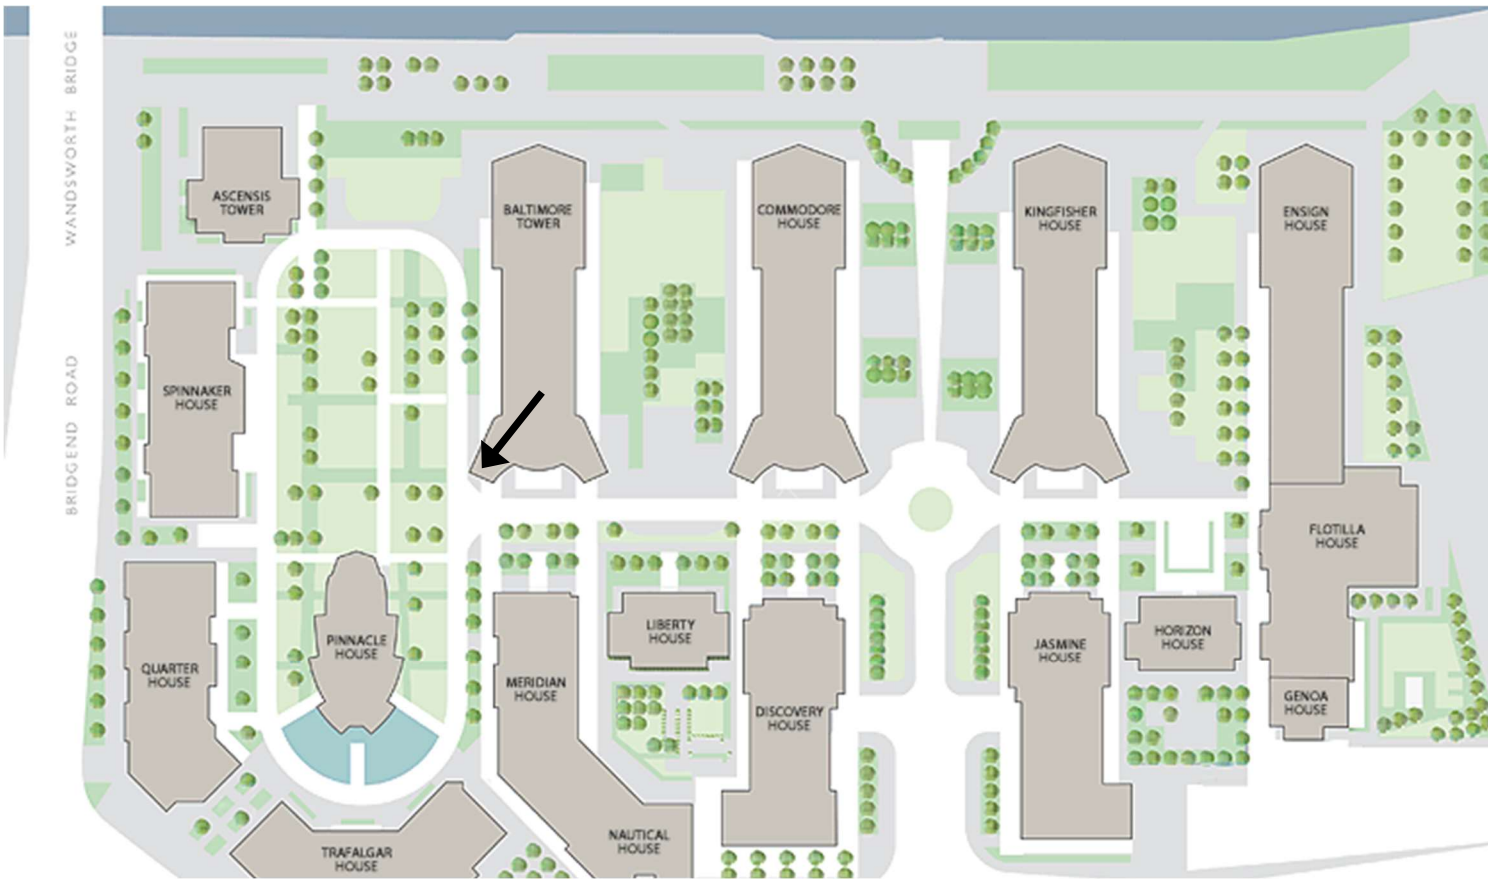 WANDSWORTH BRIDGE
BRIDGEND ROAD
ASCENSIS
TOWER
BALTIMORE
TOWER
COMMODORE
HOUSE
KINGFISHER
HOUSE
ENSIGN
HOUSE
SPINNAKER
HOUSE
FLOTILLA
HOUSE
PINNACLE
HOUSE
LIBERTY
HOUSE
JASMINE
HOUSE
HORIZON
HOUSE
QUARTER
HOUSE
MERIDIAN
HOUSE
DISCOVERY
HOUSE
GENOA
HOUSE
NAUTICAL
HOUSE
TRAFALGAR
HOUSE